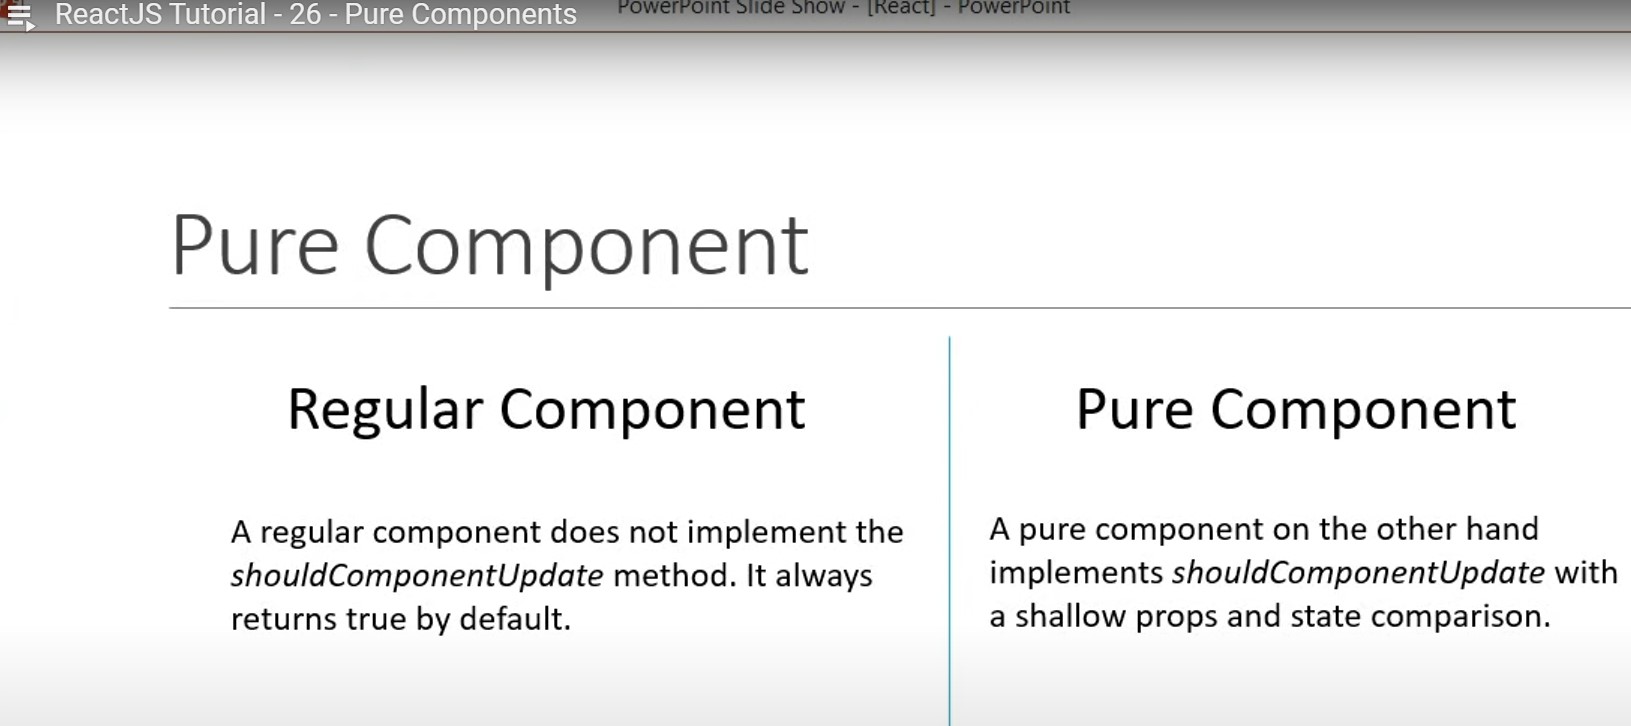 ReactJS Tutorial - 26 - Pure Components
PowerPoint Slide Show - [React] - PowerPoint
Pure Component
Regular Component
A regular component does not implement the
shouldComponentUpdate method. It always
returns true by default.
Pure Component
A pure component on the other hand
implements shouldComponentUpdate with
a shallow props and state comparison.